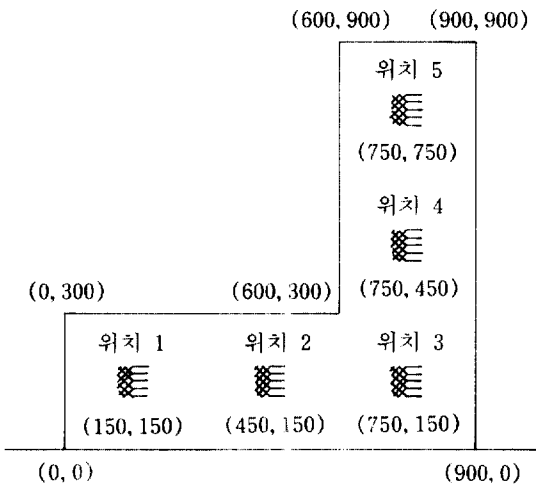 (600, 900) (900, 900)
위치 5
(750, 750)
위치 4
(0, 300) (600, 300) (750, 450)
위치 1 위치 2 위치 3
(150, 150) (450, 150) (750, 150)
(0, 0) (900, 0)